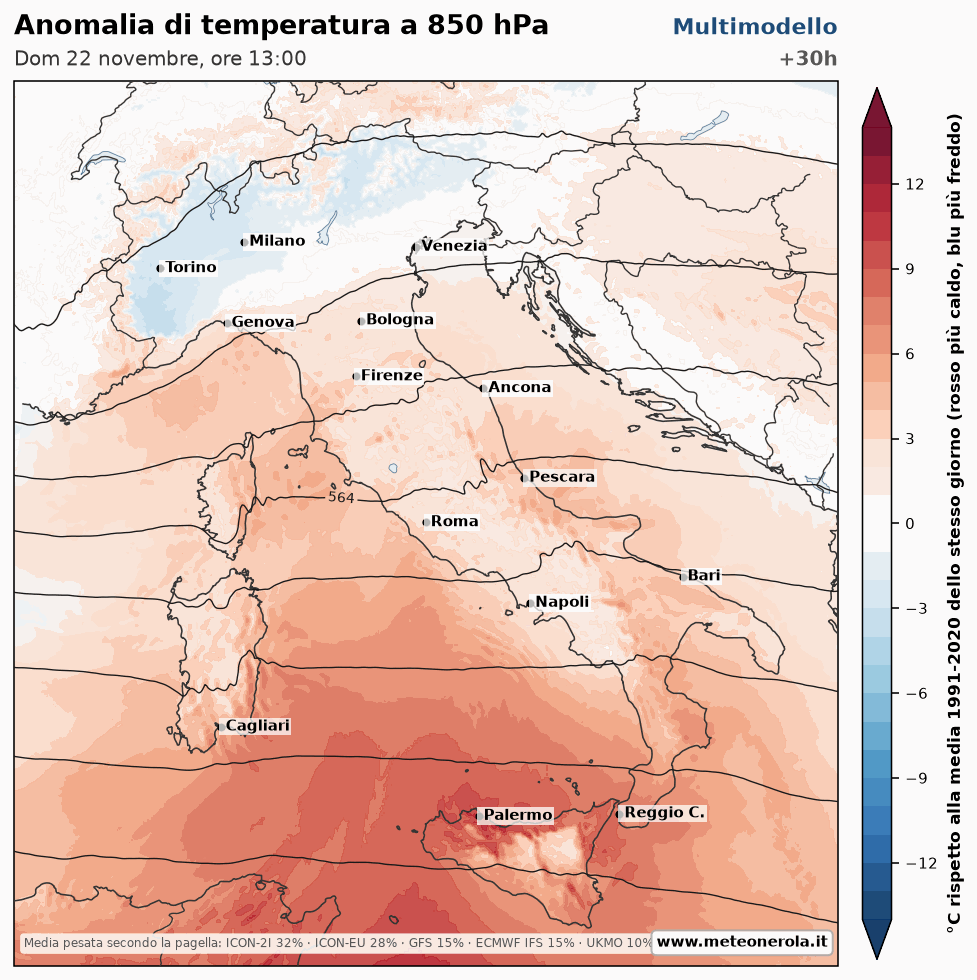 Anomalia di temperatura a 850 hPa
Multimodello
Dom 22 novembre, ore 13:00
+30h
Milano
Venezia
Torino
Genova
Bologna
Firenze
Ancona
Pescara
564
Roma
Bari
Napoli
Cagliari
Palermo
Reggio C.
12
9
6
3
0
−3
−6
−9
−12
°C rispetto alla media 1991-2020 dello stesso giorno (rosso più caldo, blu più freddo)
Media pesata secondo la pagella: ICON-2I 32% · ICON-EU 28% · GFS 15% · ECMWF IFS 15% · UKMO 10%
www.meteonerola.it